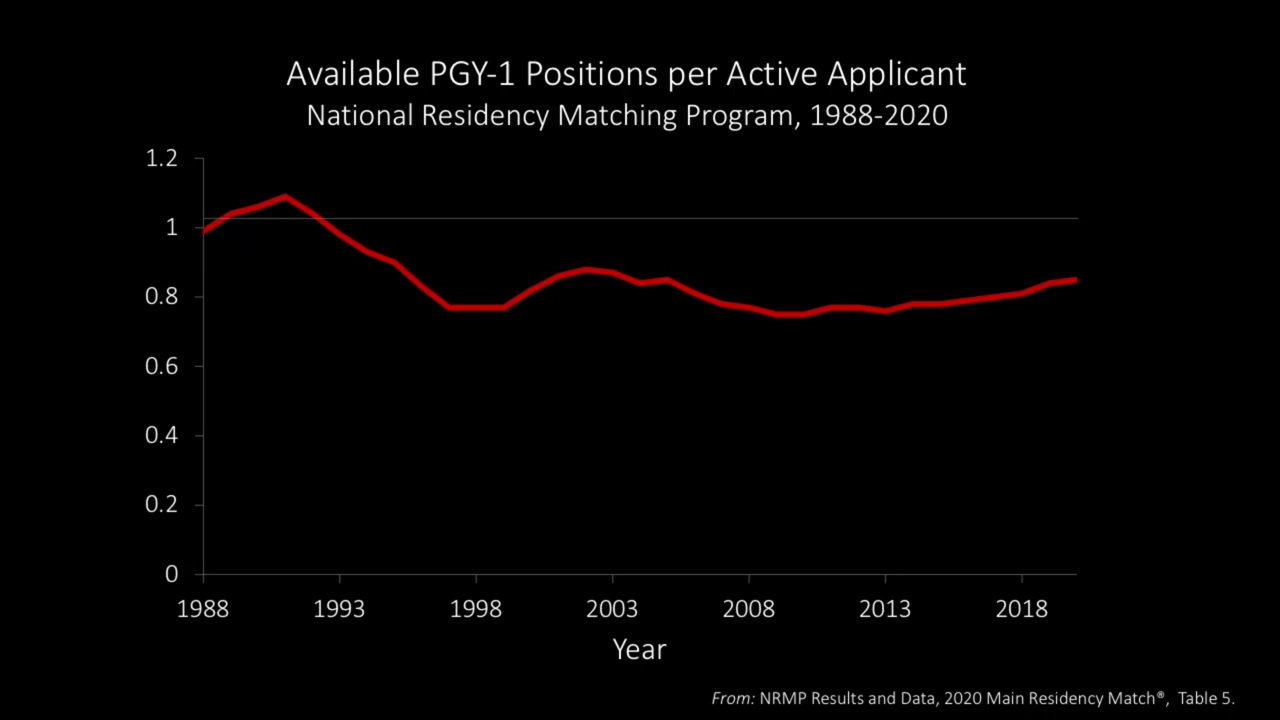 Available PGY-1 Positions per Active Applicant
National Residency Matching Program, 1988-2020
1.2
1
0.8
0.6
0.4
0.2
0
1988 1993 1998 2003 2008 2013 2018
Year
From: NRMP Results and Data, 2020 Main Residency Match®, Table 5.